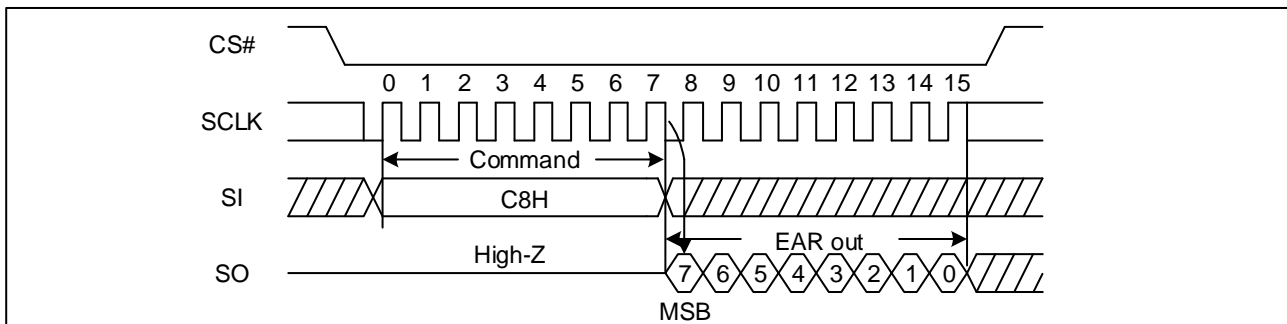 CS#
0 1 2 3 4 5 6 7 8 9 10 11 12 13 14 15
SCLK
Command
SI
C8H
EAR out
High-Z
SO
7 6 5 4 3 2 1 0
MSB